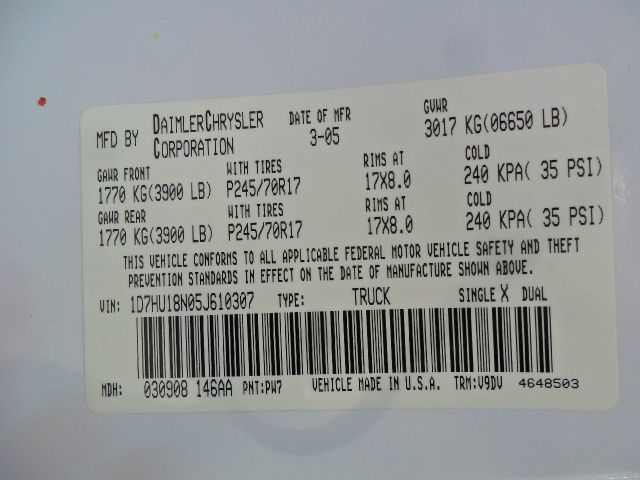 MFD BY DAIMLERCHRYSLER CORPORATION DATE OF MFR 3-05 GVWR 3017 KG(06650 LB)
GAWR FRONT WITH TIRES RIMS AT COLD
1770 KG(3900 LB) P245/70R17 17X8.0 240 KPA( 35 PSI)
GAWR REAR WITH TIRES RIMS AT COLD
1770 KG(3900 LB) P245/70R17 17X8.0 240 KPA( 35 PSI)
THIS VEHICLE CONFORMS TO ALL APPLICABLE FEDERAL MOTOR VEHICLE SAFETY AND THEFT
PREVENTION STANDARDS IN EFFECT ON THE DATE OF MANUFACTURE SHOWN ABOVE.
VIN: 1D7HU18N05J610307 TYPE: TRUCK SINGLE X DUAL
MDH: 030908 146AA PNT:PW7 VEHICLE MADE IN U.S.A. TRM:V9DV 4648503